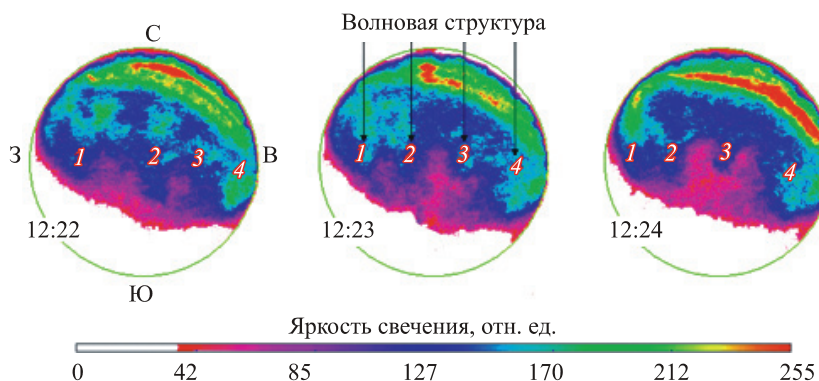 Волновая структура
С
З
В
1 2 3 4
1 2 3 4
1 2 3 4
12:22
12:23
12:24
Ю
Яркость свечения, отн. ед.
0 42 85 127 170 212 255